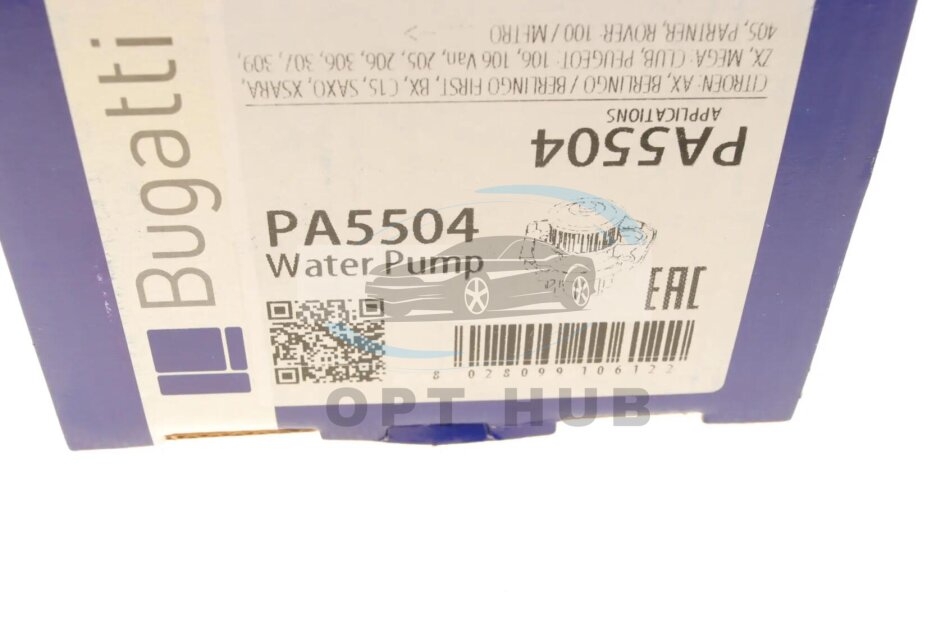 Bugatti
PA5504
APPLICATIONS
CITROEN: AX, BERLINGO / BERLINGO FIRST, BX, C15, SAXO, XSARA,
ZX, MEGA: CLUB, PEUGEOT: 106, 106 Van, 205, 206, 306, 307, 309,
405, PARTNER, ROVER: 100 / METRO
PA5504
Water Pump
EAC
8 028099 106122
OPT HUB